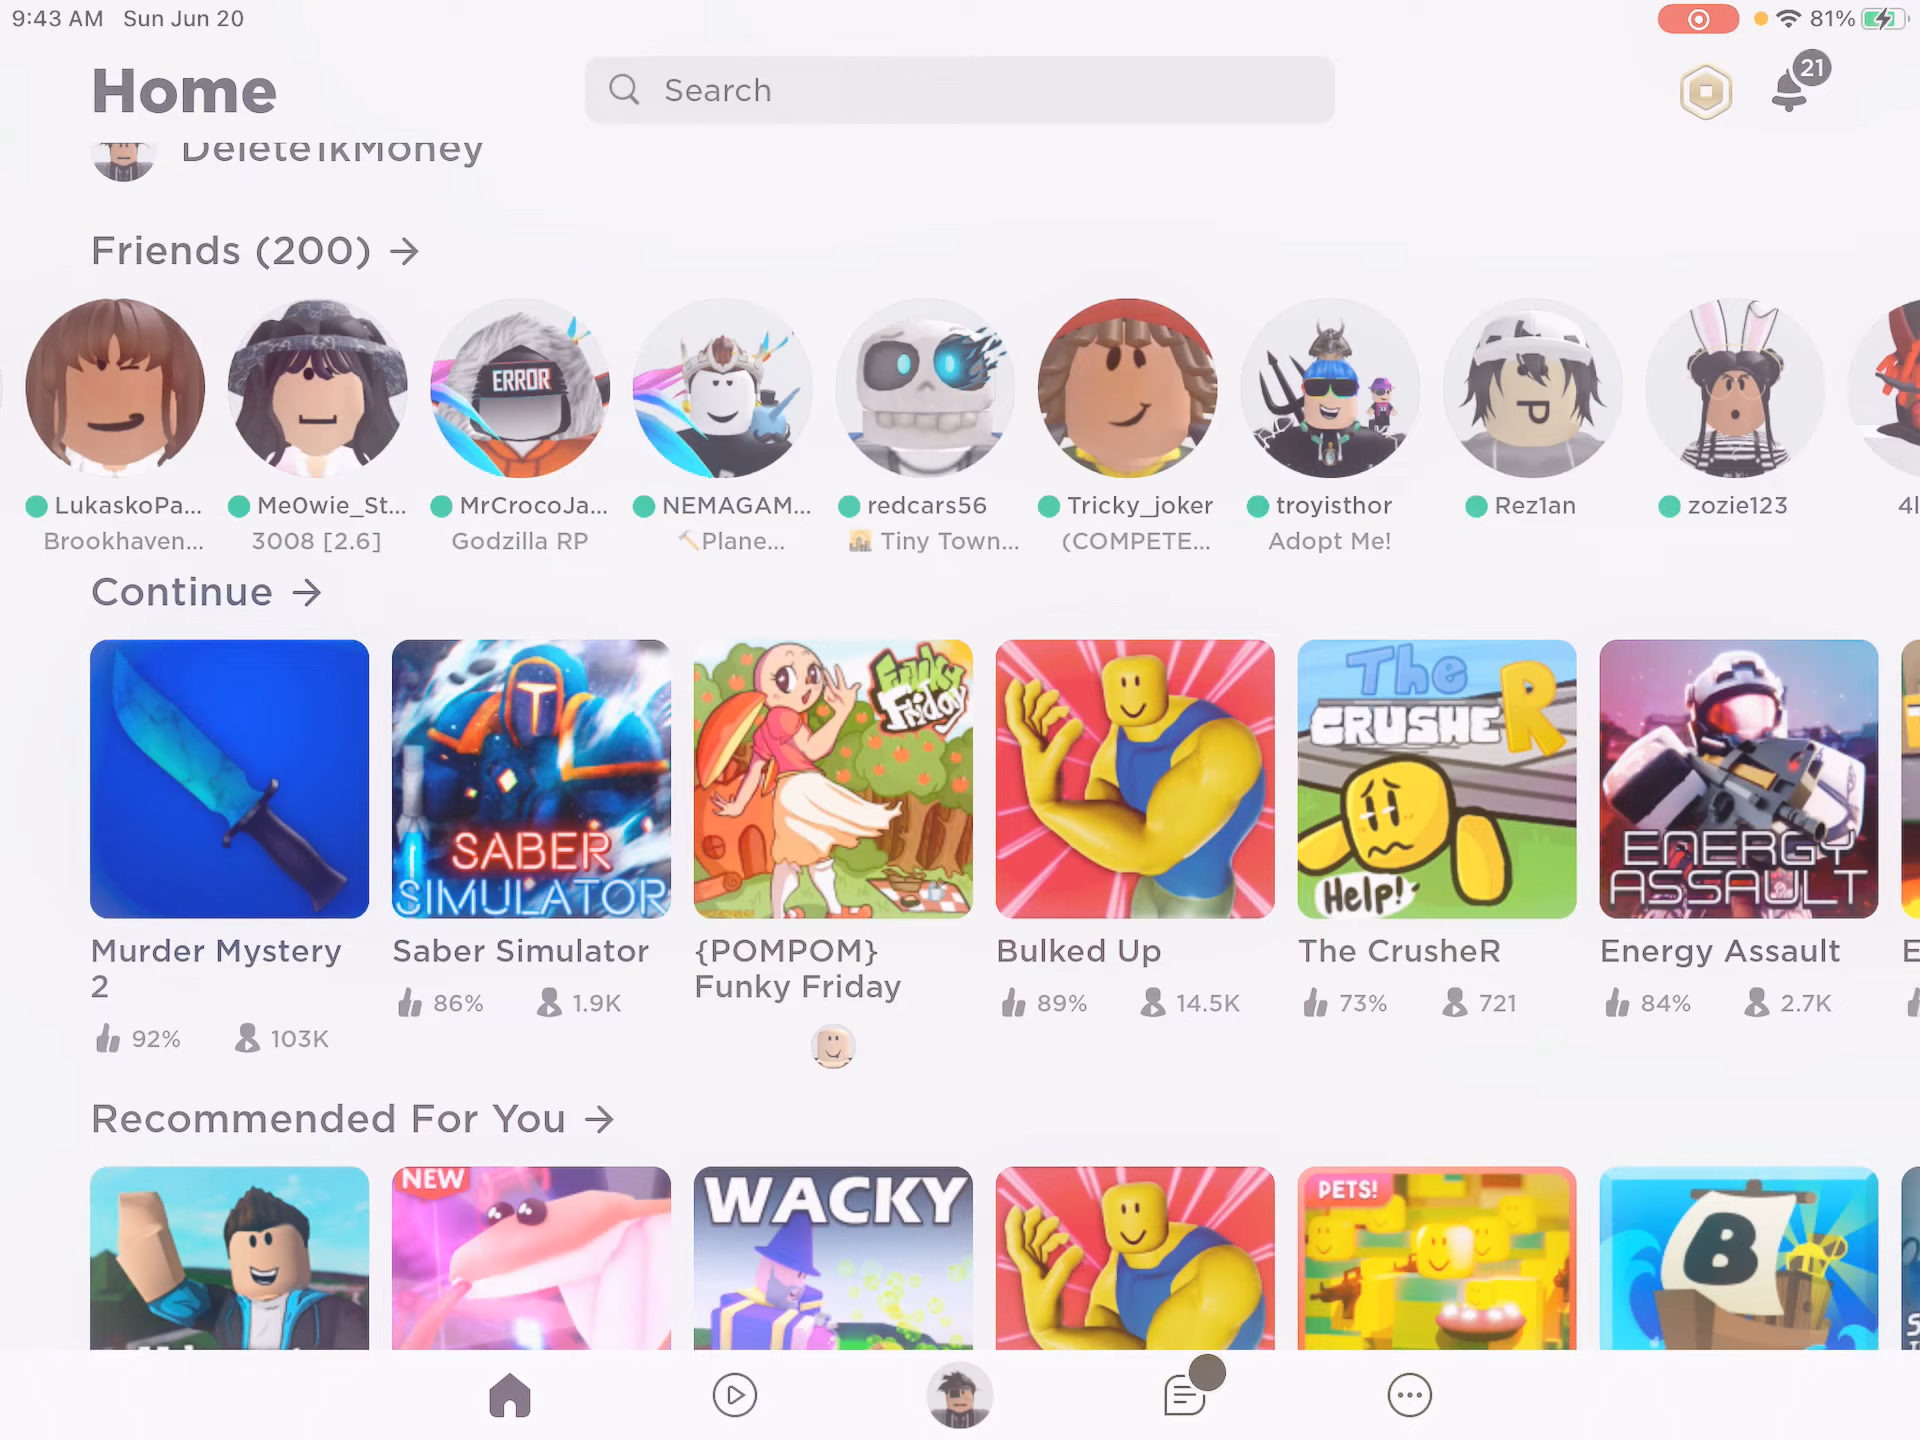 9:43 AM Sun Jun 20
81%
Home
Search
21
Delete1kMoney
Friends (200)
LukaskoPa... Me0wie_St... MrCrocoJa... NEMAGAM... redcars56 Tricky_joker troyisthor Rez1an zozie123 4l
Brookhaven... 3008 [2.6] Godzilla RP Plane... Tiny Town... (COMPETE... Adopt Me!
ERROR
Continue
SABER
SIMULATOR
Funky
Friday
The
CRUSHER
Help!
ENERGY
ASSAULT
Murder Mystery
2
92% 103K
Saber Simulator
86% 1.9K
{POMPOM}
Funky Friday
Bulked Up
89% 14.5K
The CrusheR
73% 721
Energy Assault
84% 2.7K
E
Recommended For You
NEW
WACKY
PETS!
B